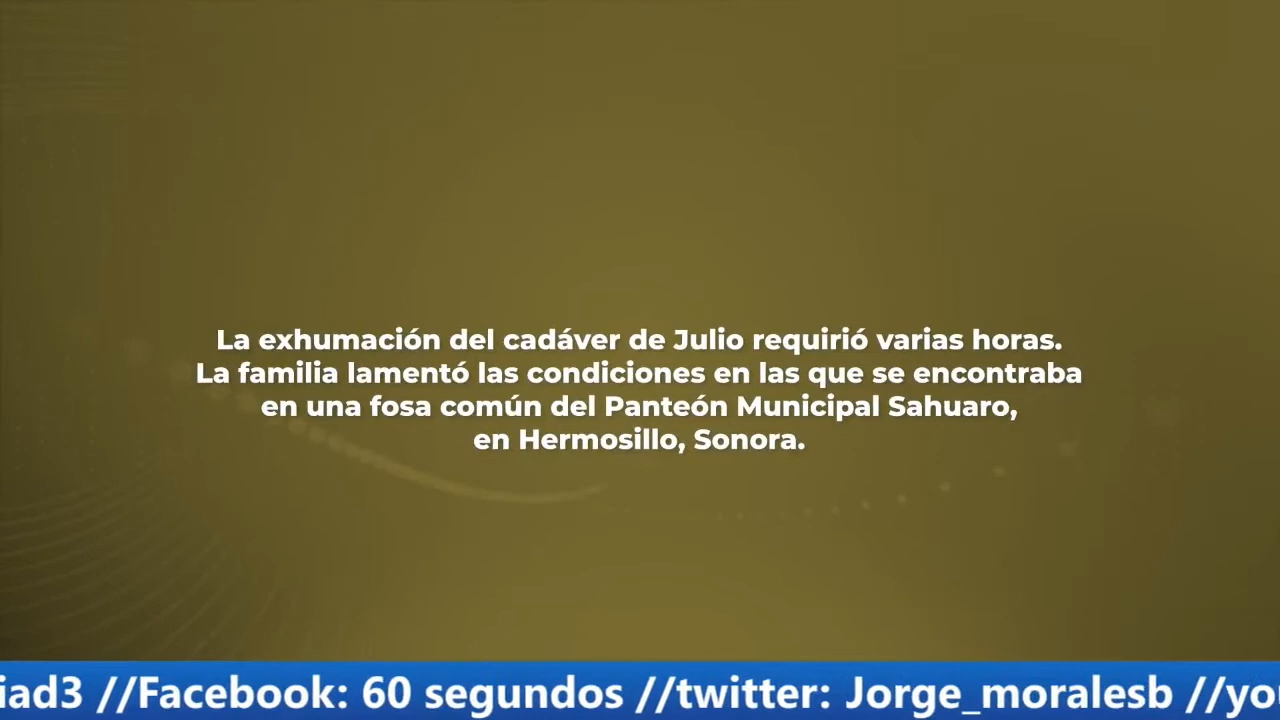 La exhumación del cadáver de Julio requirió varias horas.
La familia lamentó las condiciones en las que se encontraba
en una fosa común del Panteón Municipal Sahuaro,
en Hermosillo, Sonora.
iad3 //Facebook: 60 segundos //twitter: Jorge_moralesb //yo